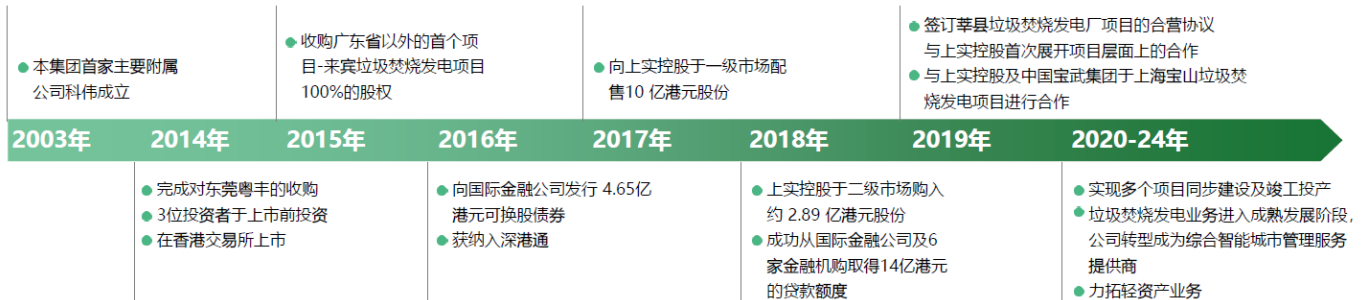 本集团首家主要附属
公司科伟成立
收购广东省以外的首个项
目-来宾垃圾焚烧发电项目
100%的股权
向上实控股于一级市场配
售10 亿港元股份
签订莘县垃圾焚烧发电厂项目的合营协议
与上实控股首次展开项目层面上的合作
与上实控股及中国宝武集团于上海宝山垃圾焚
烧发电项目进行合作
2003年 2014年 2015年 2016年 2017年 2018年 2019年 2020-24年
完成对东莞粤丰的收购
3位投资者于上市前投资
在香港交易所上市
向国际金融公司发行 4.65亿
港元可换股债券
获纳入深港通
上实控股于二级市场购入
约 2.89 亿港元股份
成功从国际金融公司及6
家金融机购取得14亿港元
的贷款额度
实现多个项目同步建设及竣工投产
垃圾焚烧发电业务进入成熟发展阶段，
公司转型成为综合智能城市管理服务
提供商
力拓轻资产业务